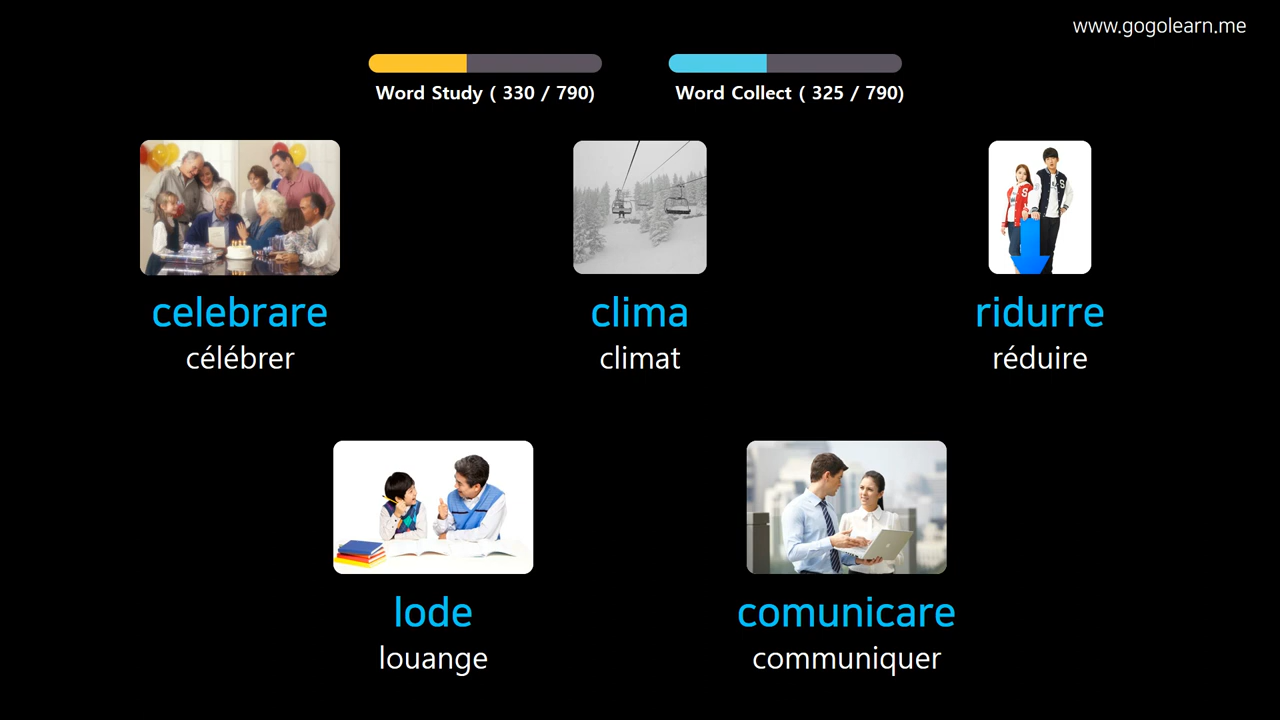 www.gogolearn.me
Word Study ( 330 / 790)
Word Collect ( 325 / 790)
celebrare
célébrer
clima
climat
ridurre
réduire
lode
louange
comunicare
communiquer